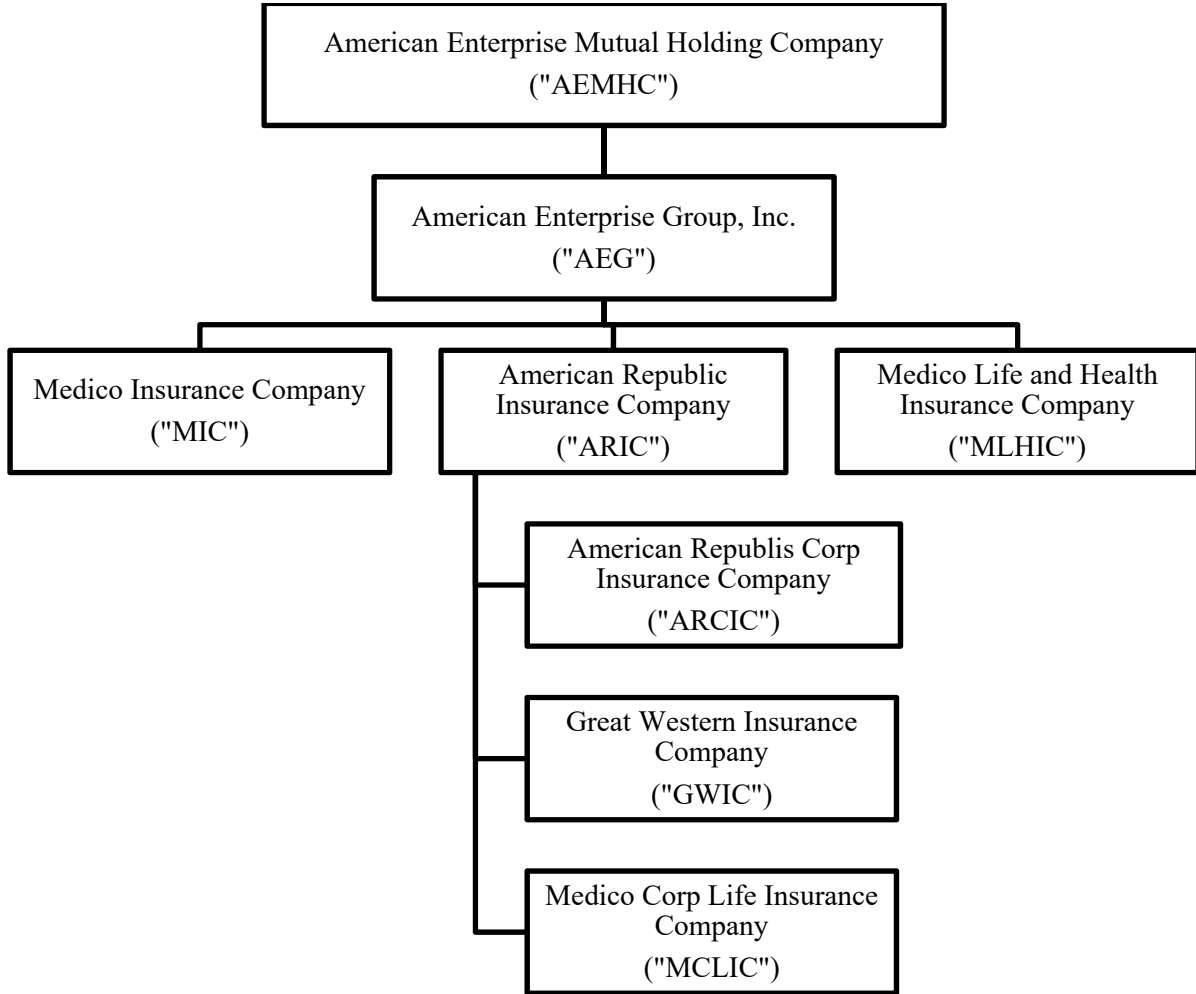 American Enterprise Mutual Holding Company
("AEMHC")
American Enterprise Group, Inc.
("AEG")
Medico Insurance Company
("MIC")
American Republic
Insurance Company
("ARIC")
Medico Life and Health
Insurance Company
("MLHIC")
American Republis Corp
Insurance Company
("ARCIC")
Great Western Insurance
Company
("GWIC")
Medico Corp Life Insurance
Company
("MCLIC")